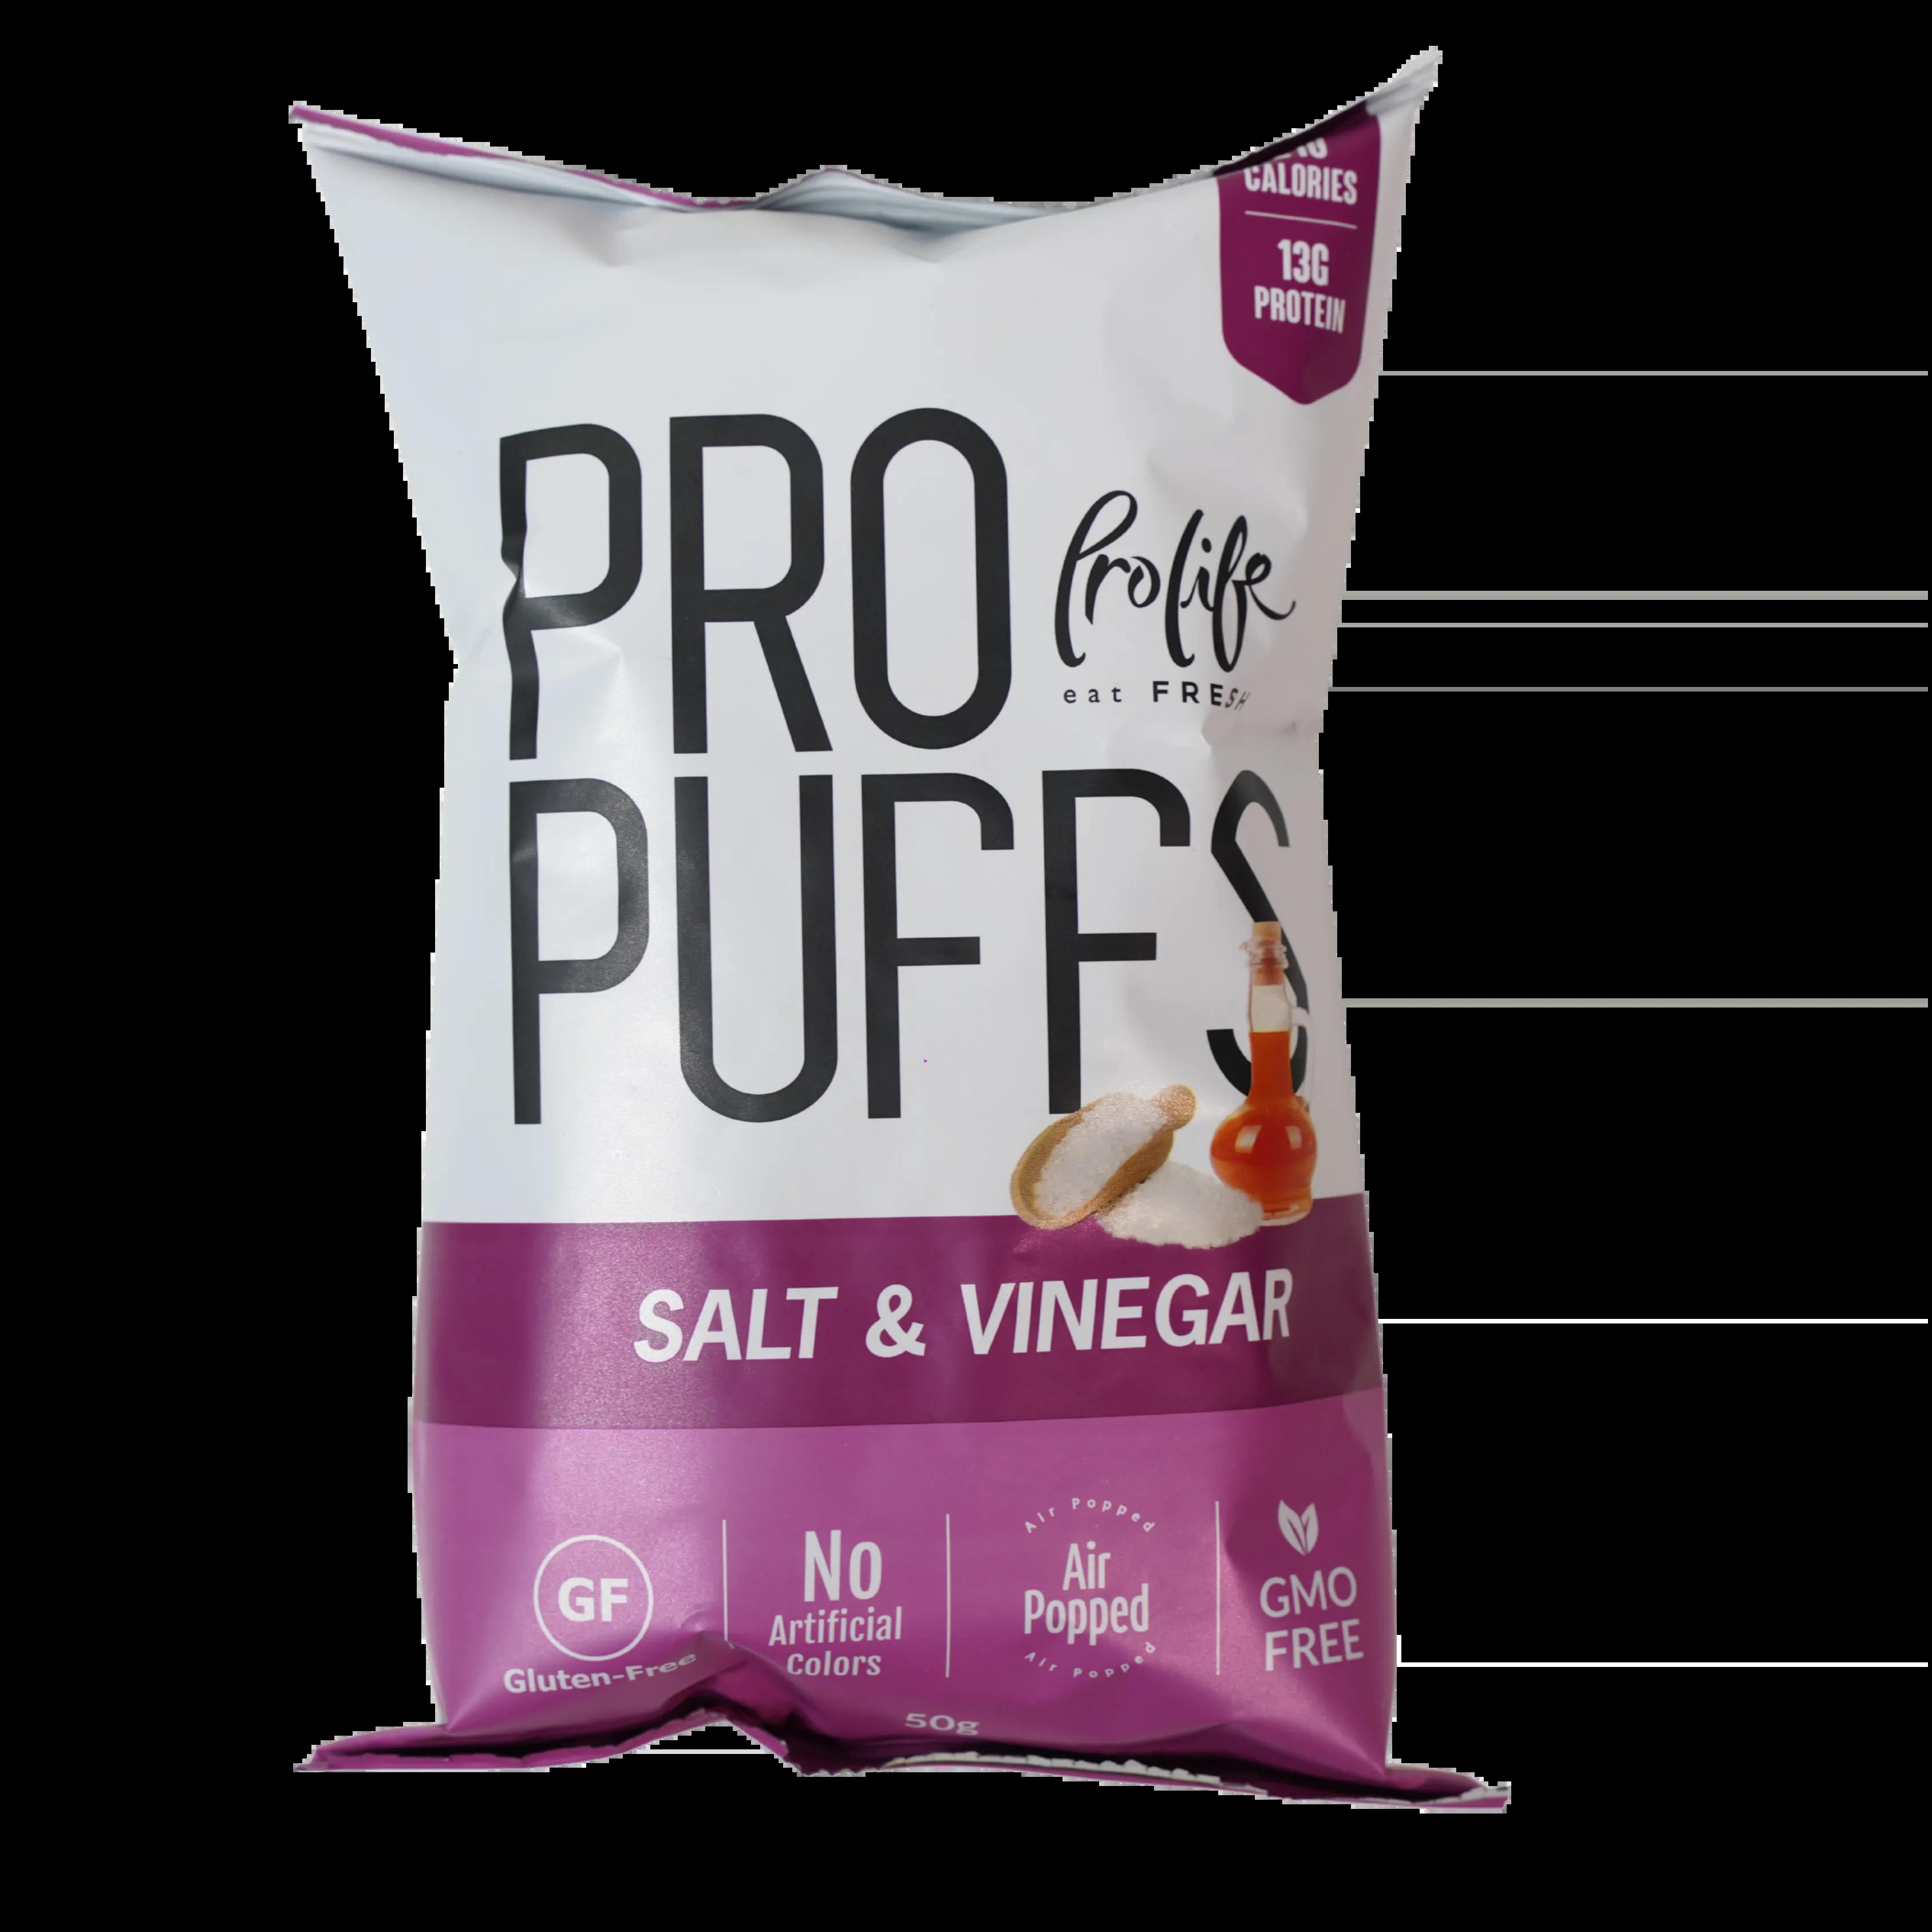 CALORIES
13G
PROTEIN
PRO
Prolife
eat FRESH
PUFFS
SALT & VINEGAR
GF
Gluten-Free
No
Artificial
Colors
Air Popped
Air
Popped
Air Popped
GMO
FREE
50g